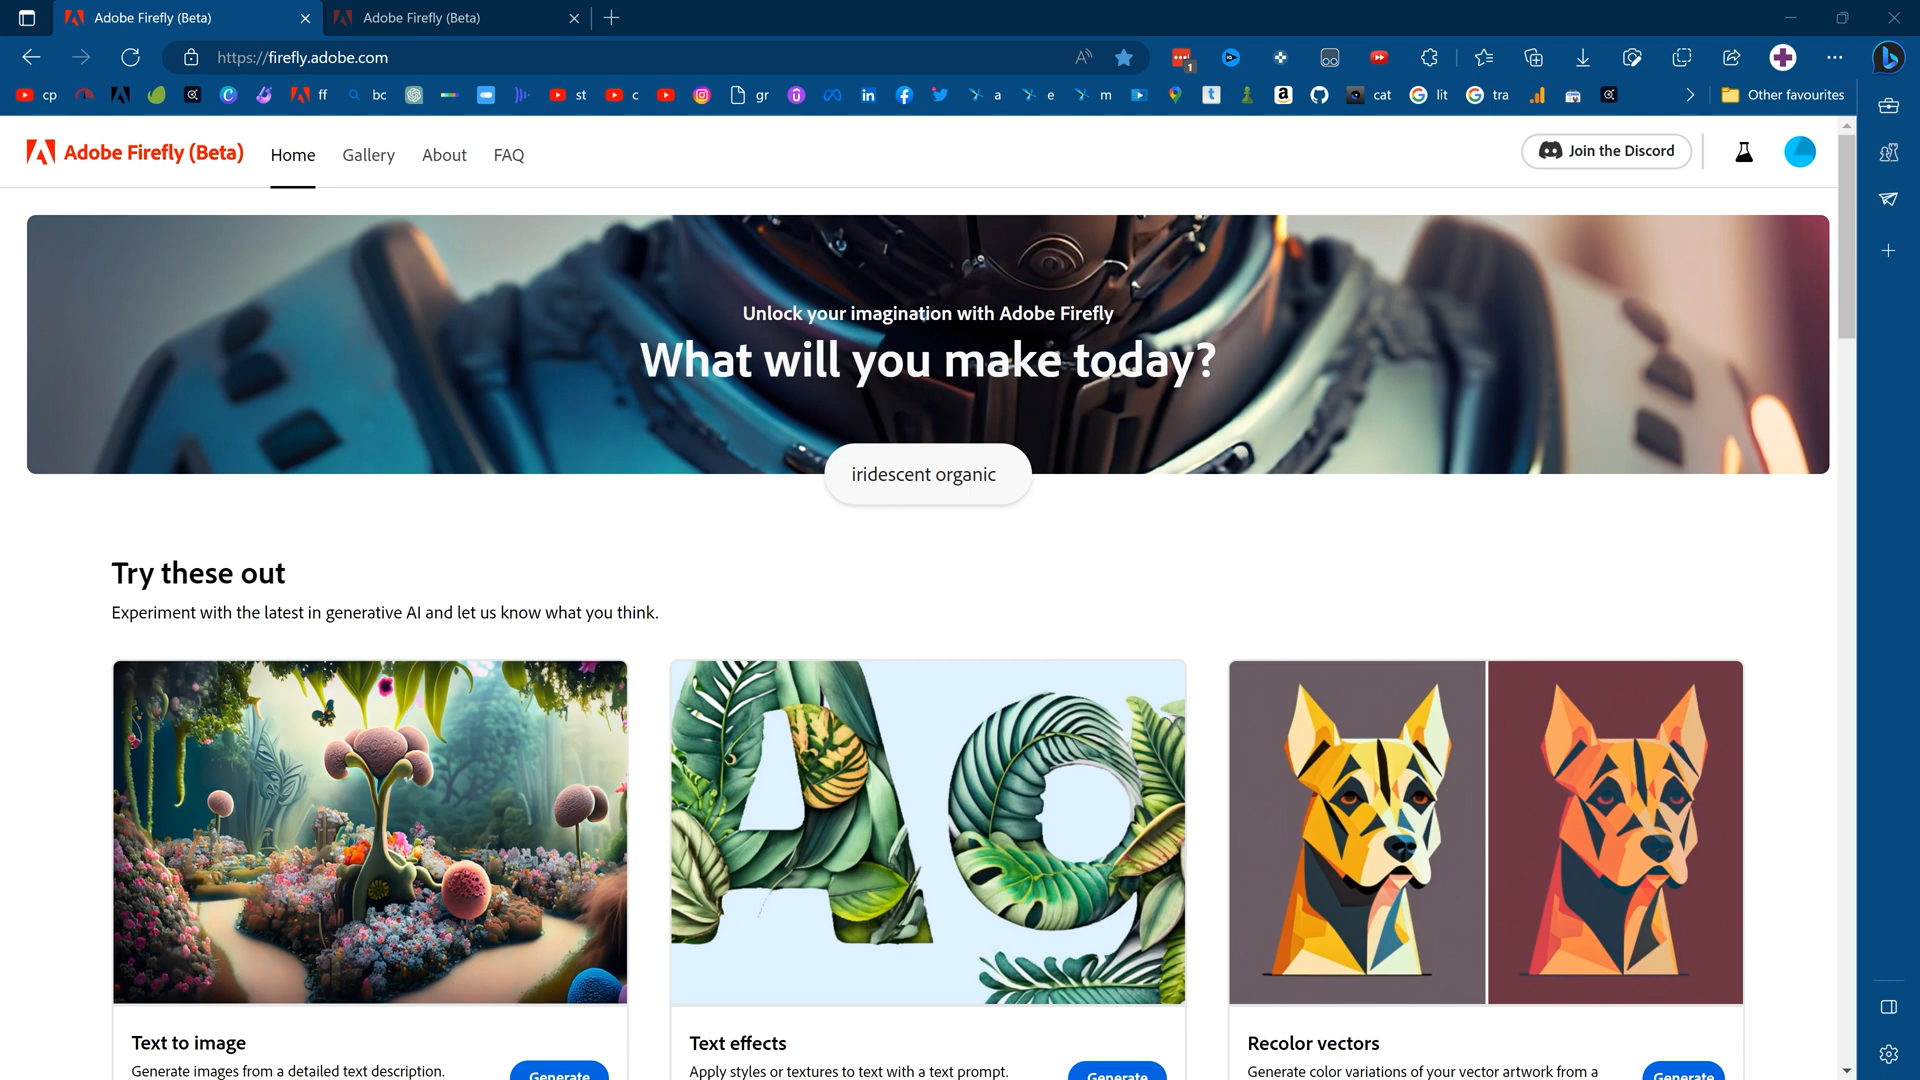 Adobe Firefly (Beta)
Adobe Firefly (Beta)
https://firefly.adobe.com
1
cp
ff
bc
st
c
gr
a
e
m
cat
lit
tra
Other favourites
Adobe Firefly (Beta)
Home
Gallery
About
FAQ
Join the Discord
Unlock your imagination with Adobe Firefly
What will you make today?
iridescent organic
Try these out
Experiment with the latest in generative AI and let us know what you think.
Text to image
Generate images from a detailed text description.
Generate
Text effects
Apply styles or textures to text with a text prompt.
Generate
Recolor vectors
Generate color variations of your vector artwork from a
Generate